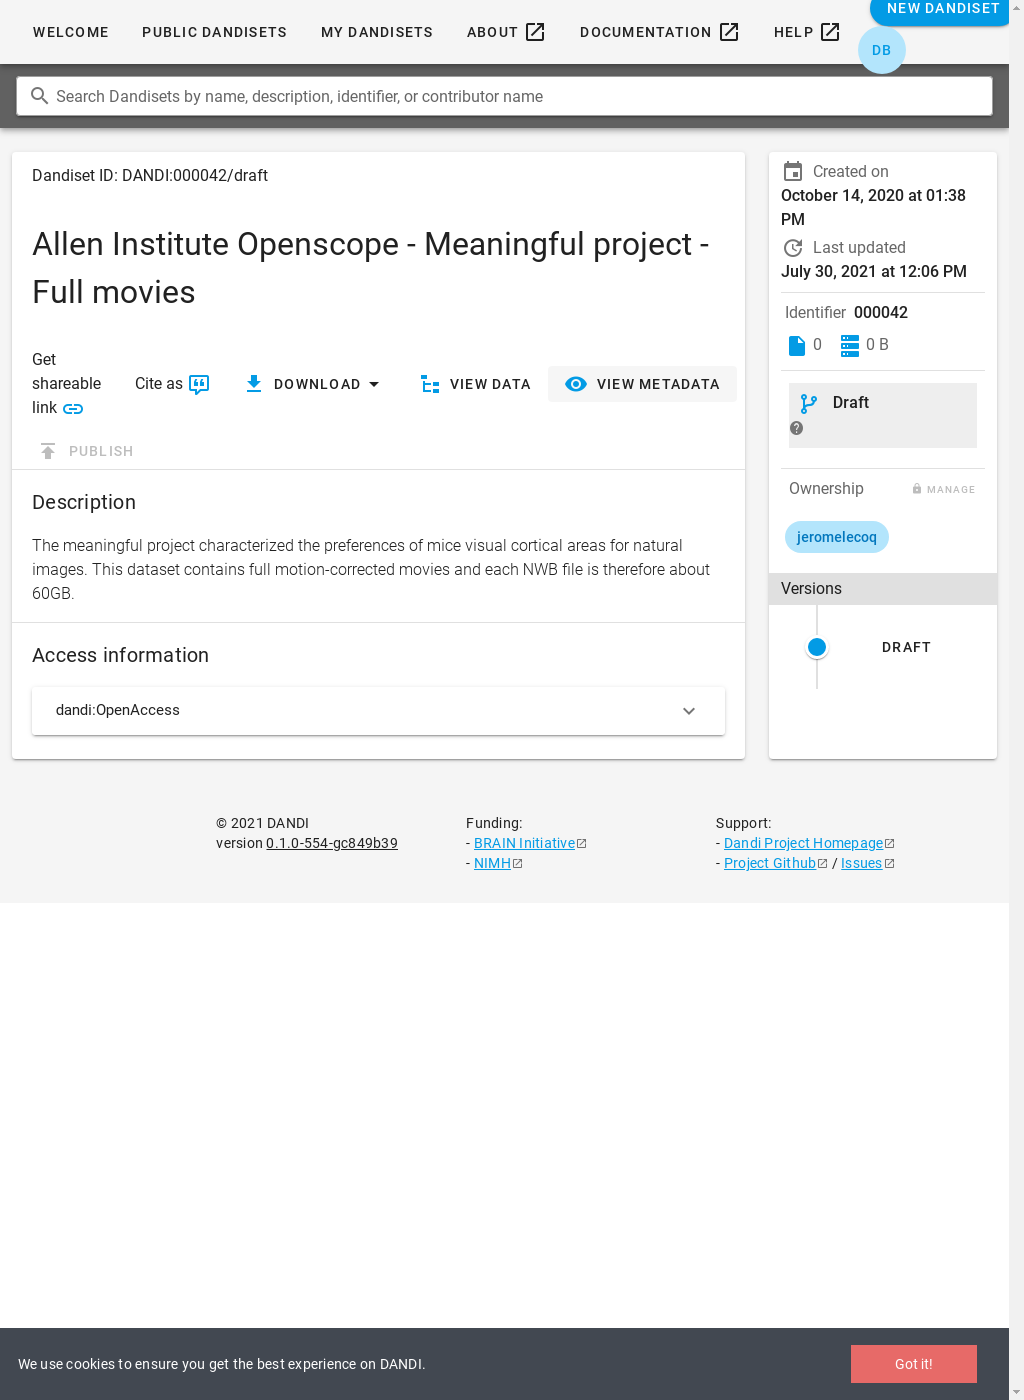 WELCOME
PUBLIC DANDISETS
MY DANDISETS
ABOUT
DOCUMENTATION
HELP
NEW DANDISET
DB
Search Dandisets by name, description, identifier, or contributor name
Dandiset ID: DANDI:000042/draft
Allen Institute Openscope - Meaningful project -
Full movies
Get
shareable
link
Cite as
DOWNLOAD
VIEW DATA
VIEW METADATA
PUBLISH
Description
The meaningful project characterized the preferences of mice visual cortical areas for natural
images. This dataset contains full motion-corrected movies and each NWB file is therefore about
60GB.
Access information
dandi:OpenAccess
Created on
October 14, 2020 at 01:38
PM
Last updated
July 30, 2021 at 12:06 PM
Identifier 000042
0
0 B
Draft
Ownership
MANAGE
jeromelecoq
Versions
DRAFT
© 2021 DANDI
version 0.1.0-554-gc849b39
Funding:
- BRAIN Initiative
- NIMH
Support:
- Dandi Project Homepage
- Project Github / Issues
We use cookies to ensure you get the best experience on DANDI.
Got it!